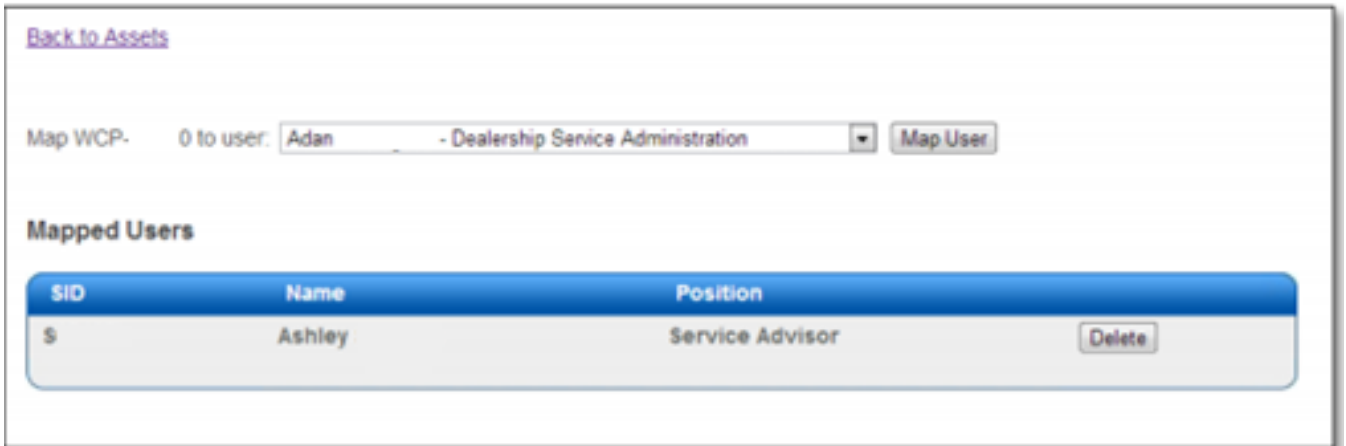 Back to Assets
Map WCP- 0 to user: Adan - Dealership Service Administration Map User
Mapped Users
SID Name Position
S Ashley Service Advisor Delete